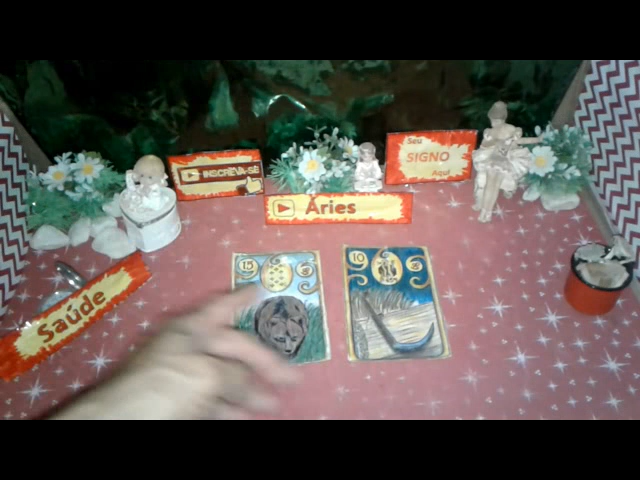 INSCREVA-SE
Seu
SIGNO
Aqui
Áries
Saúde
15
10